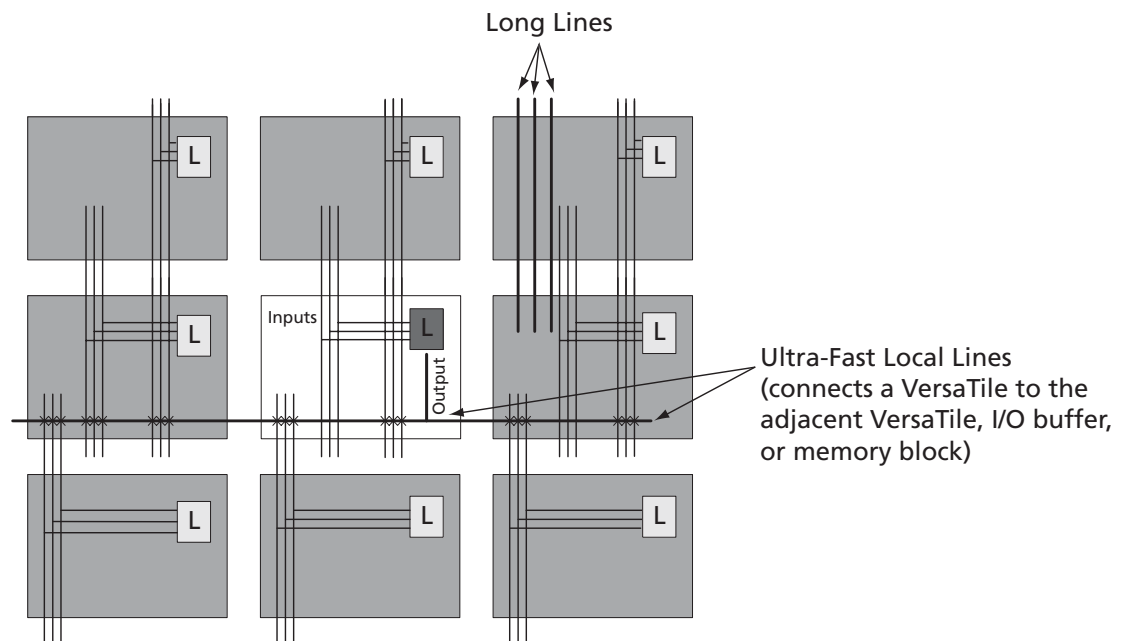 Long Lines
L
L
L
Inputs
L
L
L
Output
Ultra-Fast Local Lines
(connects a VersaTile to the
adjacent VersaTile, I/O buffer,
or memory block)
L
L
L